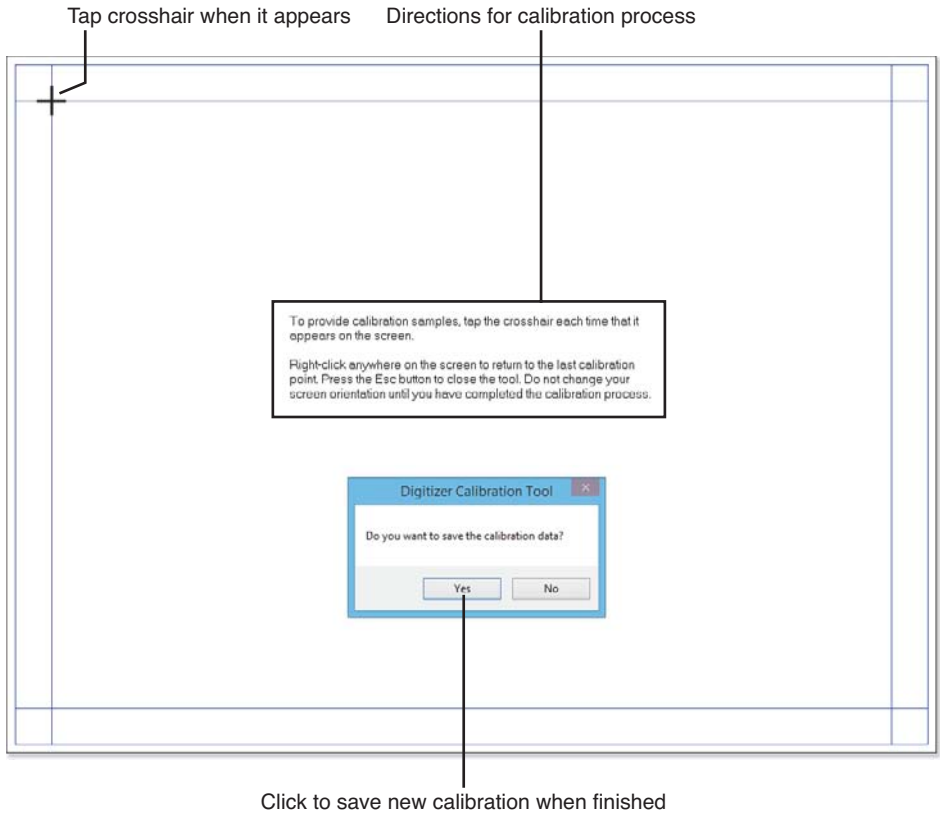 Tap crosshair when it appears
Directions for calibration process
To provide calibration samples, tap the crosshair each time that it
appears on the screen.
Right-click anywhere on the screen to return to the last calibration
point. Press the Esc button to close the tool. Do not change your
screen orientation until you have completed the calibration process.
Digitizer Calibration Tool
Do you want to save the calibration data?
Yes
No
Click to save new calibration when finished